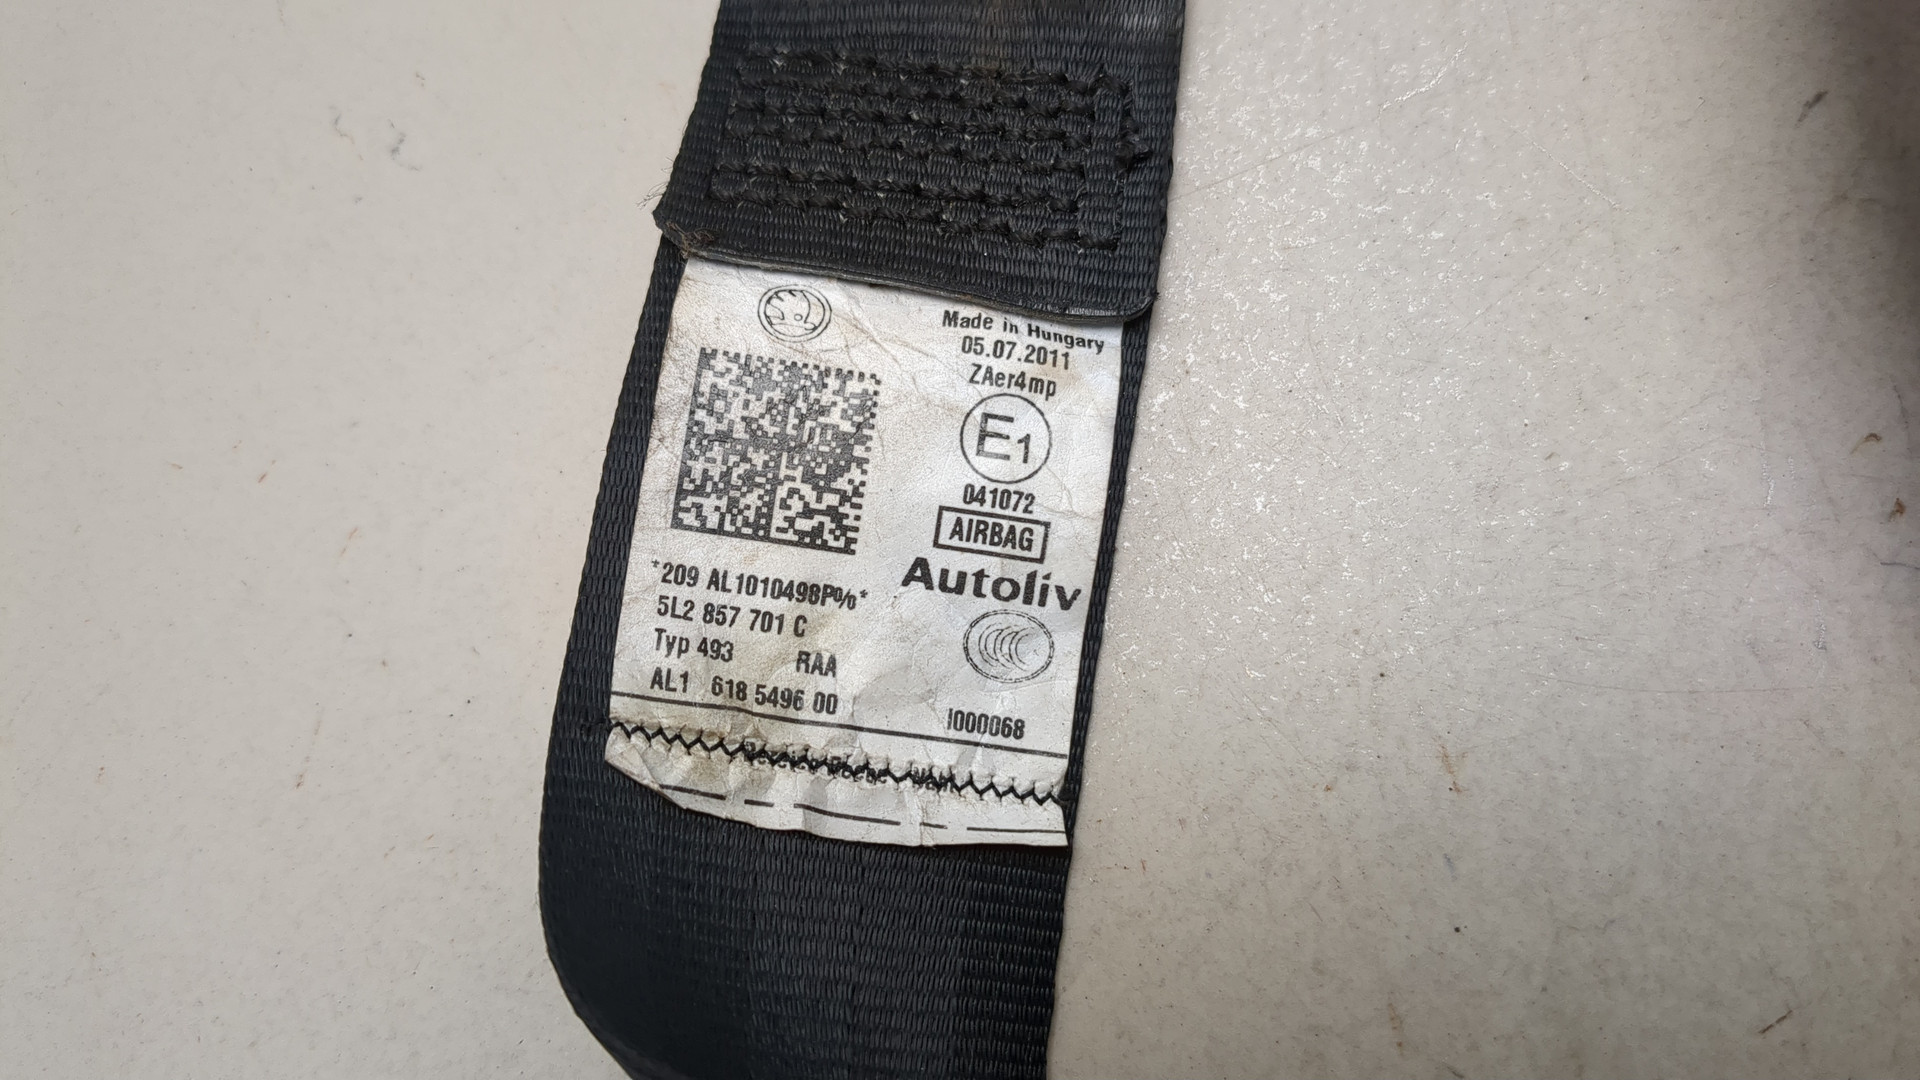 Made in Hungary
05.07.2011
ZAer4mp
E1
041072
AIRBAG
Autoliv
*209 AL1010498P%*
5L2 857 701 C
Typ 493 RAA
AL1 618 5496 00
I000068